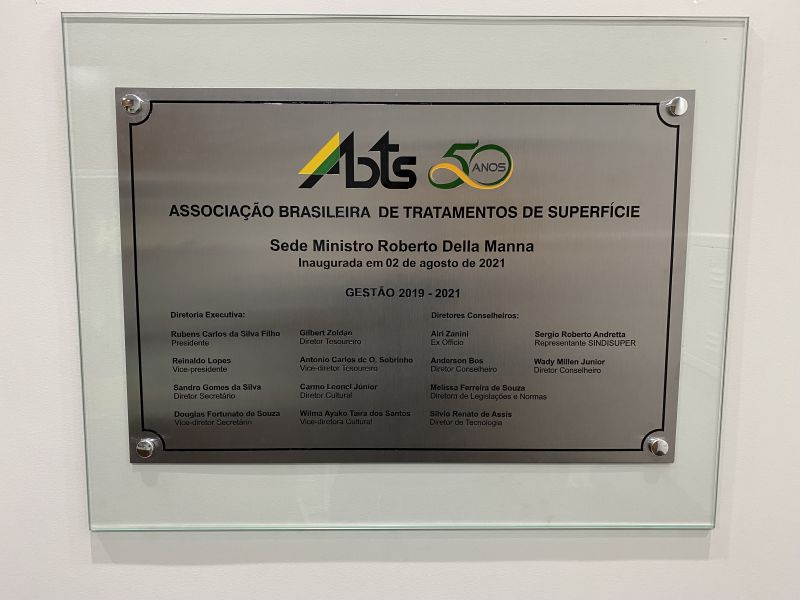 Abts 50 ANOS
ASSOCIAÇÃO BRASILEIRA DE TRATAMENTOS DE SUPERFÍCIE
Sede Ministro Roberto Della Manna
Inaugurada em 02 de agosto de 2021
GESTÃO 2019 - 2021
Diretoria Executiva:
Rubens Carlos da Silva Filho
Presidente
Reinaldo Lopes
Vice-presidente
Sandro Gomes da Silva
Diretor Secretário
Douglas Fortunato de Souza
Vice-diretor Secretário
Gilbert Zoldan
Diretor Tesoureiro
Antonio Carlos de O. Sobrinho
Vice-diretor Tesoureiro
Carmo Leonel Júnior
Diretor Cultural
Wilma Ayako Taira dos Santos
Vice-diretora Cultural
Diretores Conselheiros:
Airi Zanini
Ex Officio
Anderson Bos
Diretor Conselheiro
Melissa Ferreira de Souza
Diretora de Legislações e Normas
Silvio Renato de Assis
Diretor de Tecnologia
Sergio Roberto Andretta
Representante SINDISUPER
Wady Millen Junior
Diretor Conselheiro